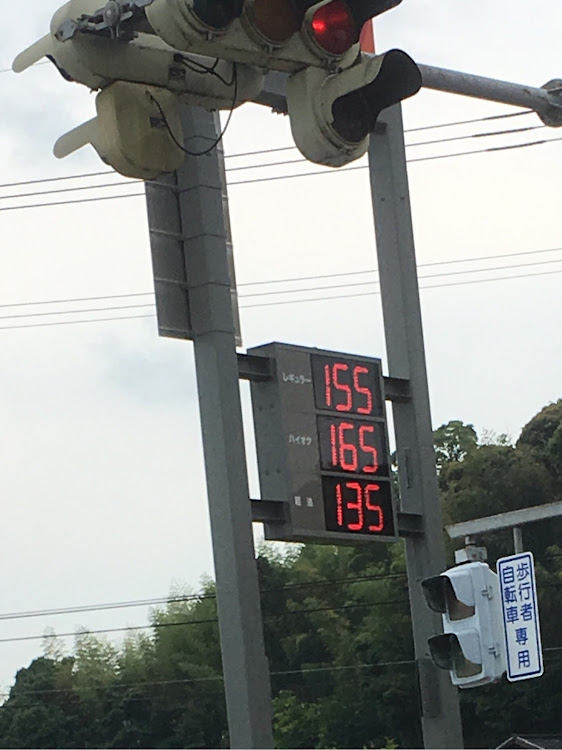 レギュラー 155
ハイオク 165
軽油 135
歩行者
自転車専用